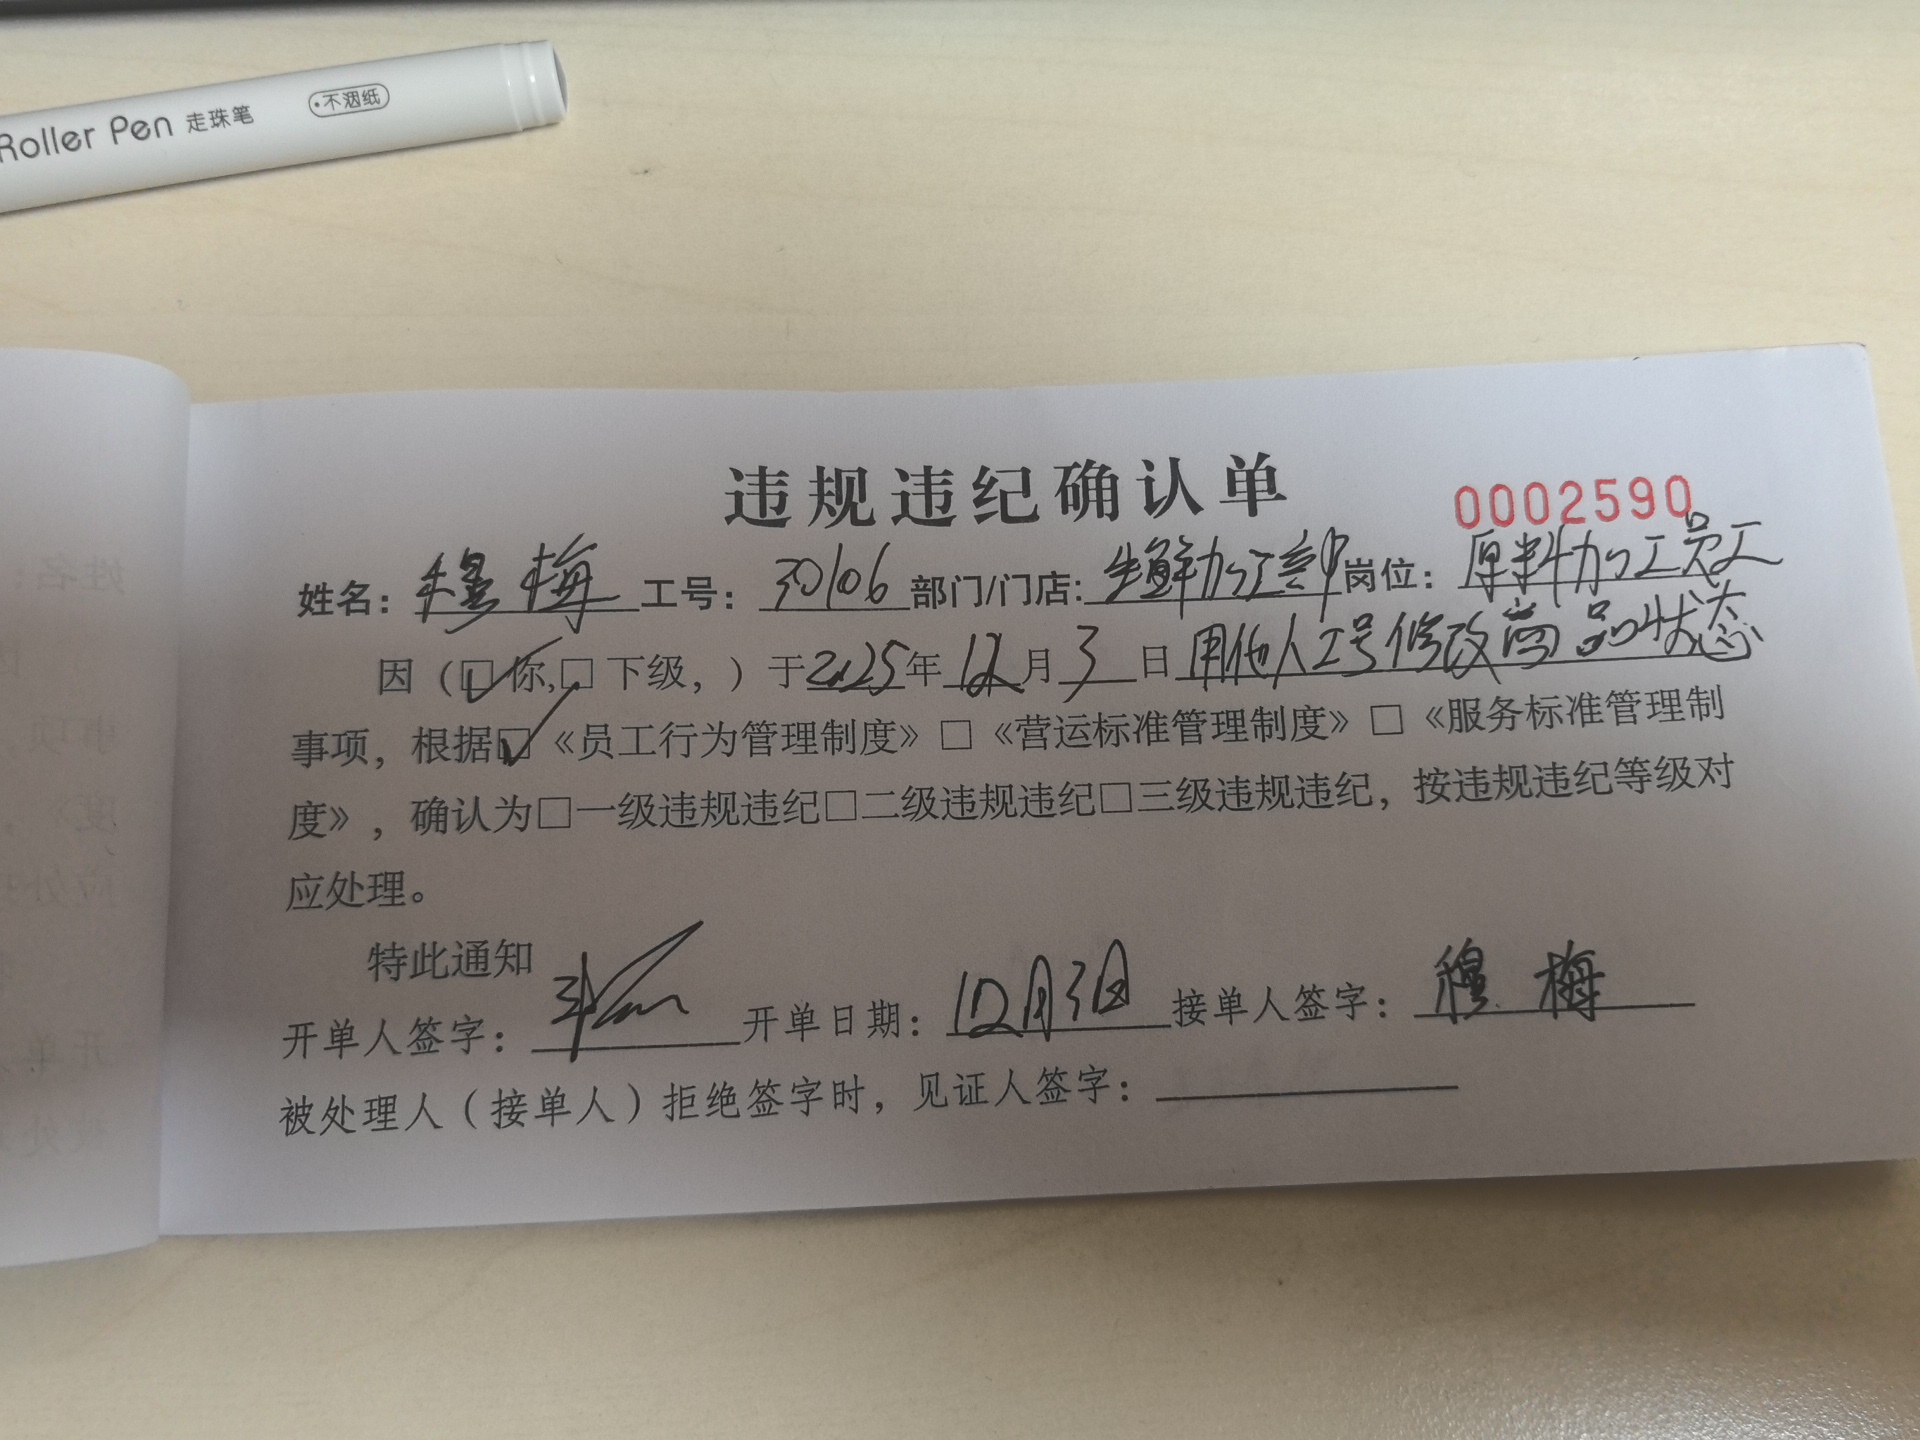 Roller Pen 走珠笔 ·不洇纸
违规违纪确认单 0002590
姓名：穆梅 工号：30106 部门/门店：生鲜加工部 岗位：原料加工员工
因（☑你,□下级，）于2025年12月3日用他人工号修改商品状态
事项，根据☑《员工行为管理制度》□《营运标准管理制度》□《服务标准管理制
度》，确认为□一级违规违纪□二级违规违纪□三级违规违纪，按违规违纪等级对
应处理。
特此通知
开单人签字： 开单日期：12月3日 接单人签字：穆梅
被处理人（接单人）拒绝签字时，见证人签字：